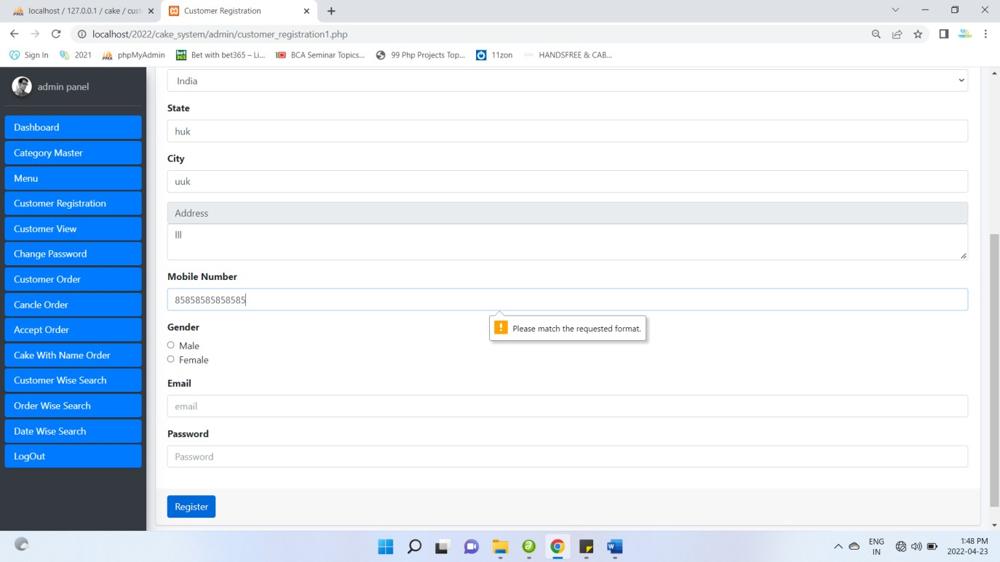 localhost / 127.0.0.1 / cake / cust
Customer Registration
localhost/2022/cake_system/admin/customer_registration1.php
Sign In
2021
phpMyAdmin
bet365
Bet with bet365 – Li...
BCA Seminar Topics...
99 Php Projects Top...
11zon
HANDSFREE & CAB...
admin panel
Dashboard
Category Master
Menu
Customer Registration
Customer View
Change Password
Customer Order
Cancle Order
Accept Order
Cake With Name Order
Customer Wise Search
Order Wise Search
Date Wise Search
LogOut
India
State
huk
City
uuk
Address
lll
Mobile Number
85858585858585
Please match the requested format.
Gender
Male
Female
Email
email
Password
Password
Register
ENG
IN
1:48 PM
2022-04-23